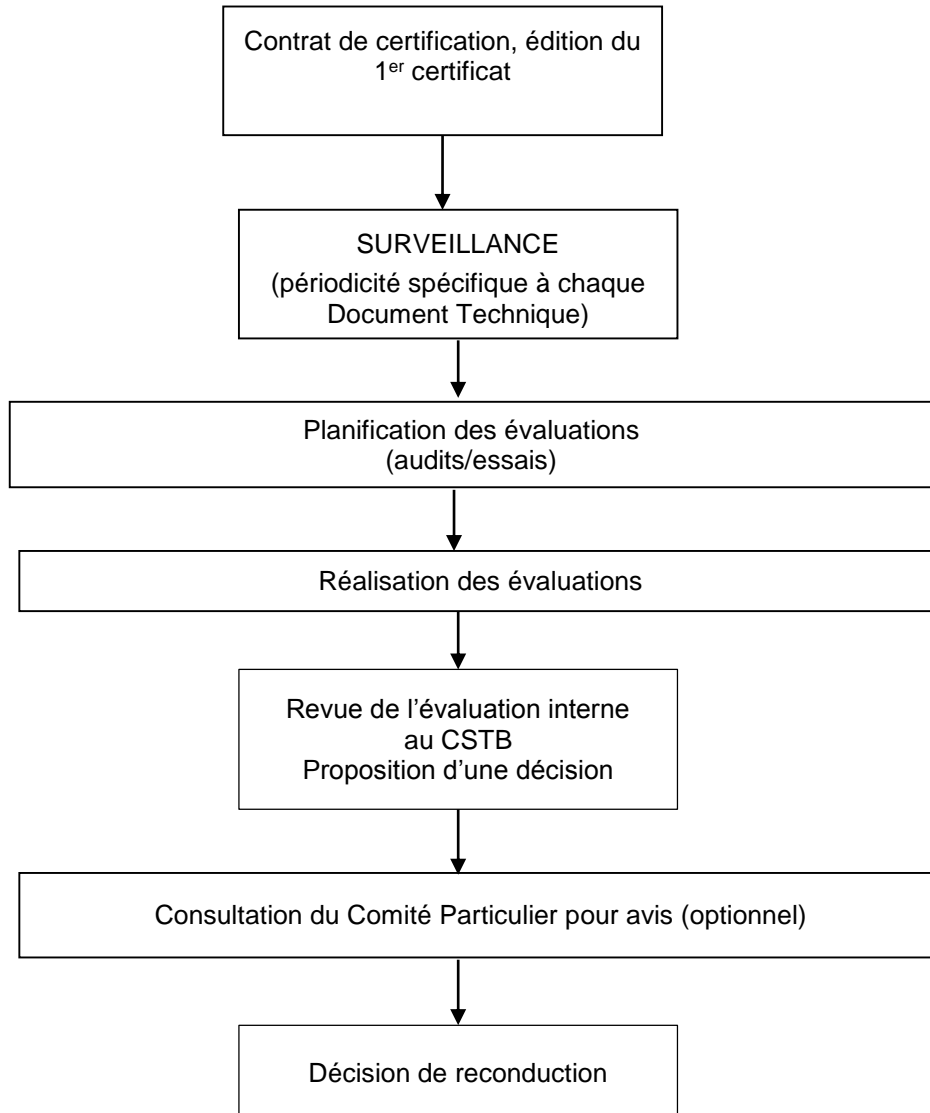 Contrat de certification, édition du
1er certificat
SURVEILLANCE
(périodicité spécifique à chaque
Document Technique)
Planification des évaluations
(audits/essais)
Réalisation des évaluations
Revue de l’évaluation interne
au CSTB
Proposition d’une décision
Consultation du Comité Particulier pour avis (optionnel)
Décision de reconduction